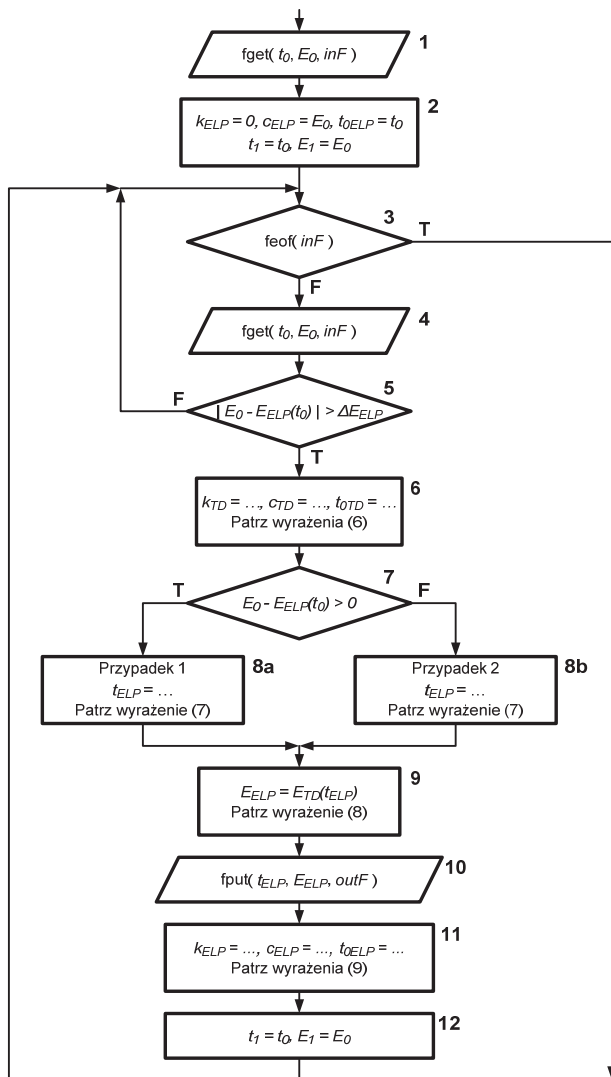 1
fget( t0, E0, inF )
2
kELP = 0, cELP = E0, t0ELP = t0
t1 = t0, E1 = E0
3
feof( inF )
T
F
4
fget( t0, E0, inF )
5
F
| E0 - EELP(t0) | > ΔEELP
T
6
kTD = ..., cTD = ..., t0TD = ...
Patrz wyrażenia (6)
7
T
E0 - EELP(t0) > 0
F
Przypadek 1
8a
tELP = ...
Patrz wyrażenie (7)
Przypadek 2
8b
tELP = ...
Patrz wyrażenie (7)
9
EELP = ETD(tELP)
Patrz wyrażenie (8)
10
fput( tELP, EELP, outF )
11
kELP = ..., cELP = ..., t0ELP = ...
Patrz wyrażenia (9)
12
t1 = t0, E1 = E0